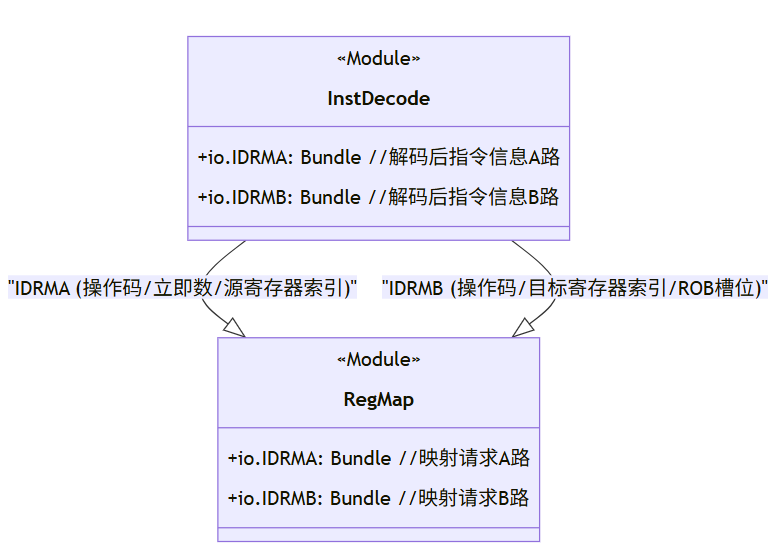 «Module»
InstDecode
+io.IDRMA: Bundle //解码后指令信息A路
+io.IDRMB: Bundle //解码后指令信息B路
"IDRMA (操作码/立即数/源寄存器索引)"
"IDRMB (操作码/目标寄存器索引/ROB槽位)"
«Module»
RegMap
+io.IDRMA: Bundle //映射请求A路
+io.IDRMB: Bundle //映射请求B路